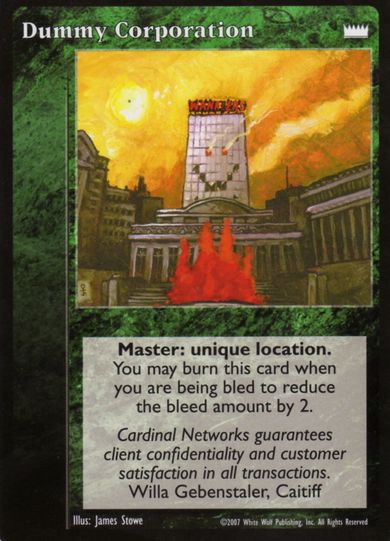 Dummy Corporation
Master: unique location.
You may burn this card when
you are being bled to reduce
the bleed amount by 2.
Cardinal Networks guarantees
client confidentiality and customer
satisfaction in all transactions.
Willa Gebenstaler, Caitiff
Illus: James Stowe
©2007 White Wolf Publishing, Inc. All Rights Reserved